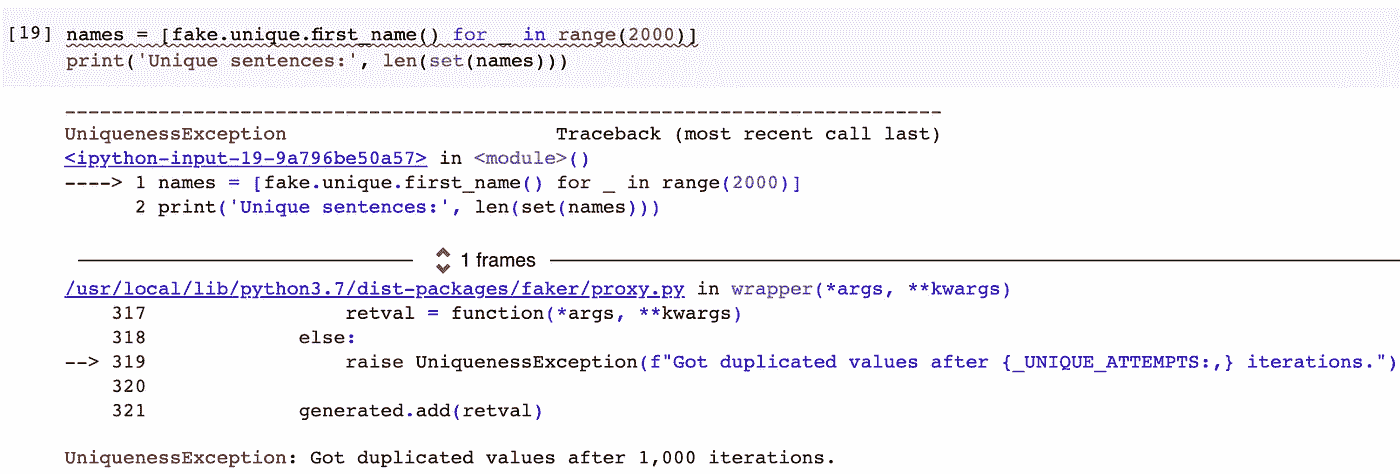 [19] names = [fake.unique.first_name() for _ in range(2000)]
print('Unique sentences:', len(set(names)))
---------------------------------------------------------------------------
UniquenessException                       Traceback (most recent call last)
<ipython-input-19-9a796be50a57> in <module>()
----> 1 names = [fake.unique.first_name() for _ in range(2000)]
      2 print('Unique sentences:', len(set(names)))
1 frames
/usr/local/lib/python3.7/dist-packages/faker/proxy.py in wrapper(*args, **kwargs)
    317                 retval = function(*args, **kwargs)
    318             else:
--> 319                 raise UniquenessException(f"Got duplicated values after {_UNIQUE_ATTEMPTS:,} iterations.")
    320
    321             generated.add(retval)
UniquenessException: Got duplicated values after 1,000 iterations.